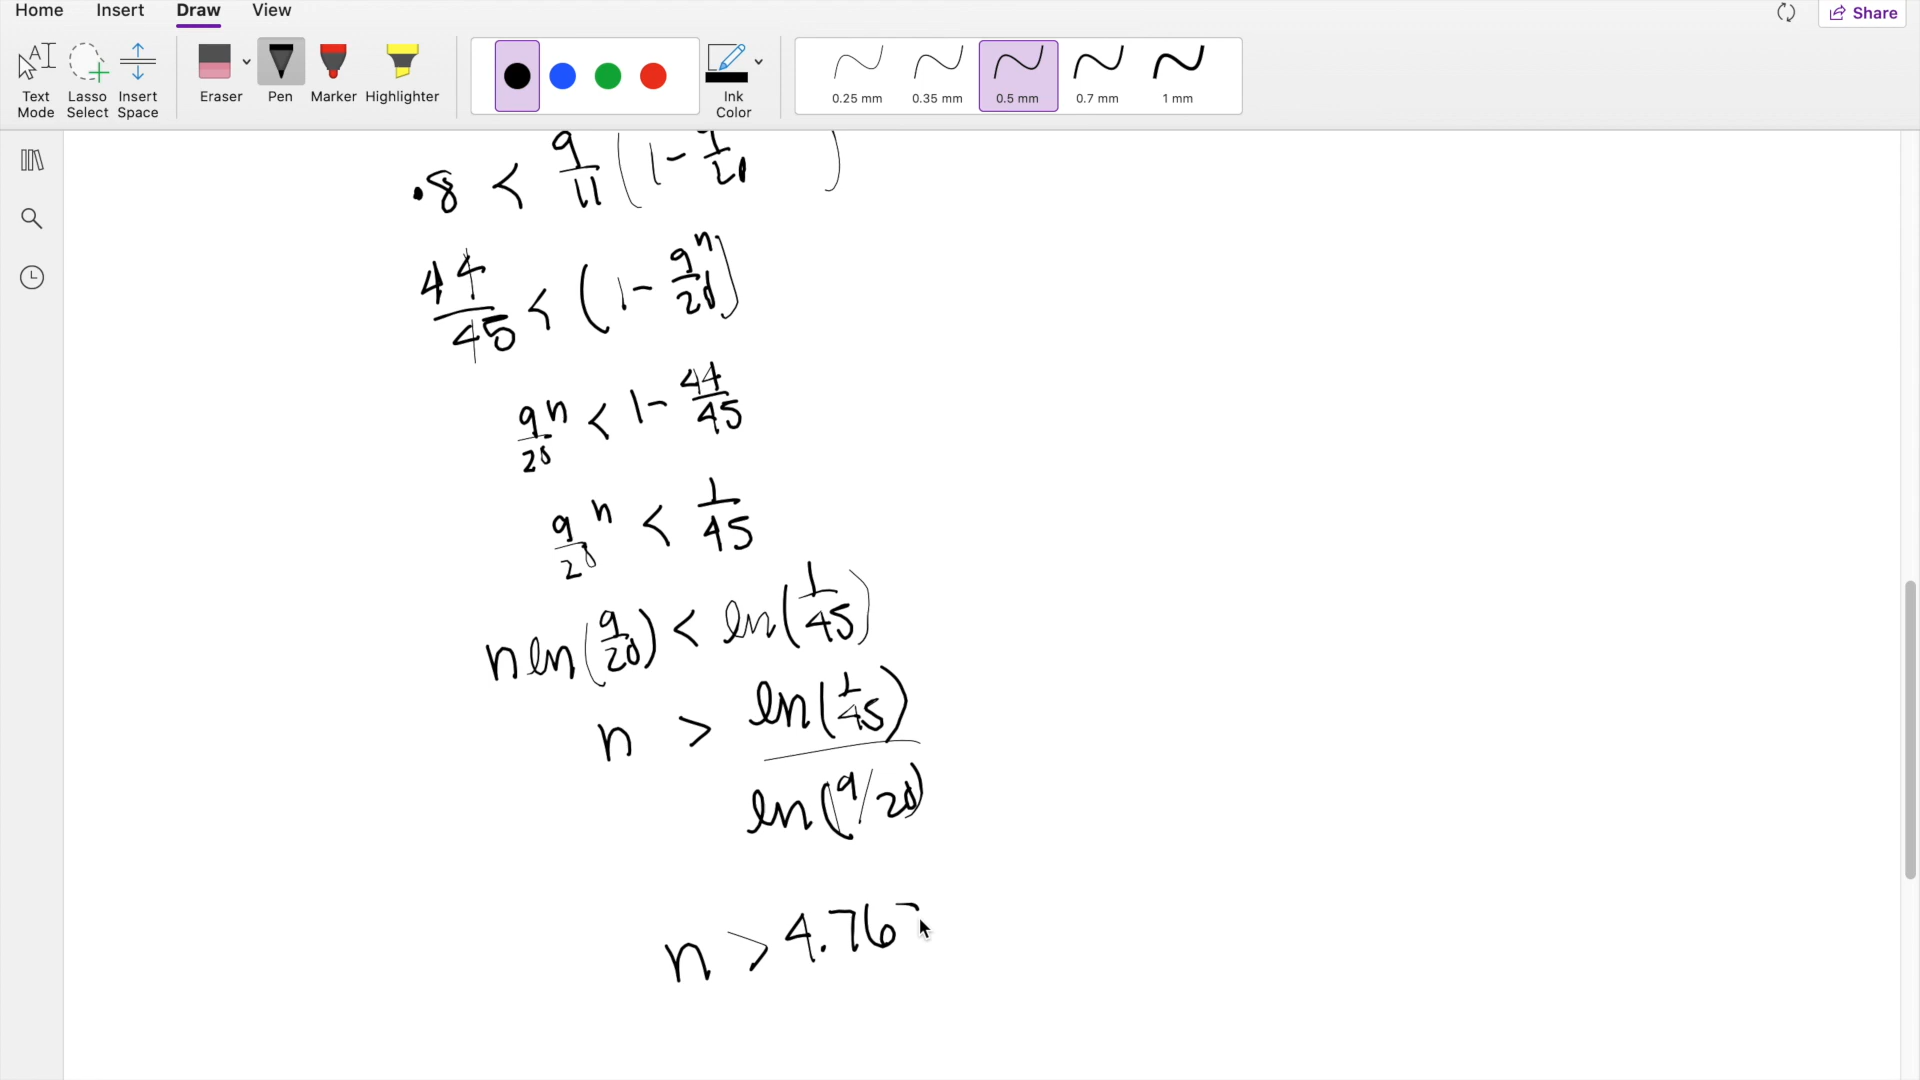 Home Insert Draw View Share
Text Mode Lasso Select Insert Space Eraser Pen Marker Highlighter Ink Color 0.25 mm 0.35 mm 0.5 mm 0.7 mm 1 mm
.8 < 9/11 (1 - /20 )
44/45 < (1 - 9/20^n)
9/20^n < 1 - 44/45
9/20^n < 1/45
n ln(9/20) < ln(1/45)
n > ln(1/45) / ln(9/20)
n > 4.76